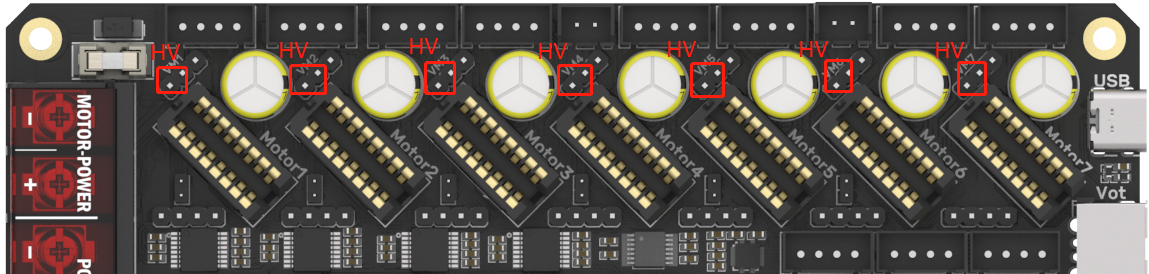 HV
HV
HV
HV
HV
HV
HV
USB
MOTOR-POWER
Motor1
Motor2
Motor3
Motor4
Motor5
Motor6
Motor7
-
+
-
Vot